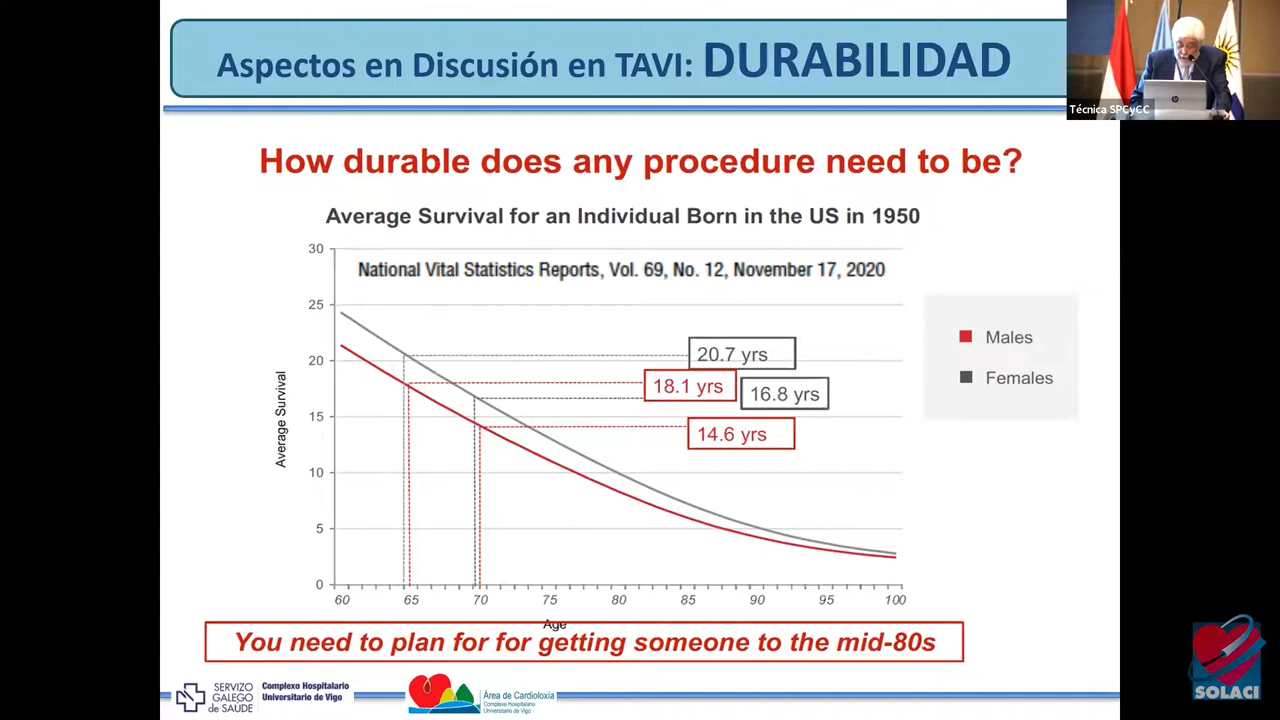 Aspectos en Discusión en TAVI: DURABILIDAD
Técnica SPCyCC
How durable does any procedure need to be?
Average Survival for an Individual Born in the US in 1950
National Vital Statistics Reports, Vol. 69, No. 12, November 17, 2020
30
25
20
15
10
5
0
Average Survival
20.7 yrs
18.1 yrs
16.8 yrs
14.6 yrs
Males
Females
60 65 70 75 80 85 90 95 100
Age
You need to plan for for getting someone to the mid-80s
SERVIZO
GALEGO
de SAÚDE
Complexo Hospitalario
Universitario de Vigo
Área de Cardioloxía
Complexo Hospitalario
Universitario de Vigo
SOLACI
hp